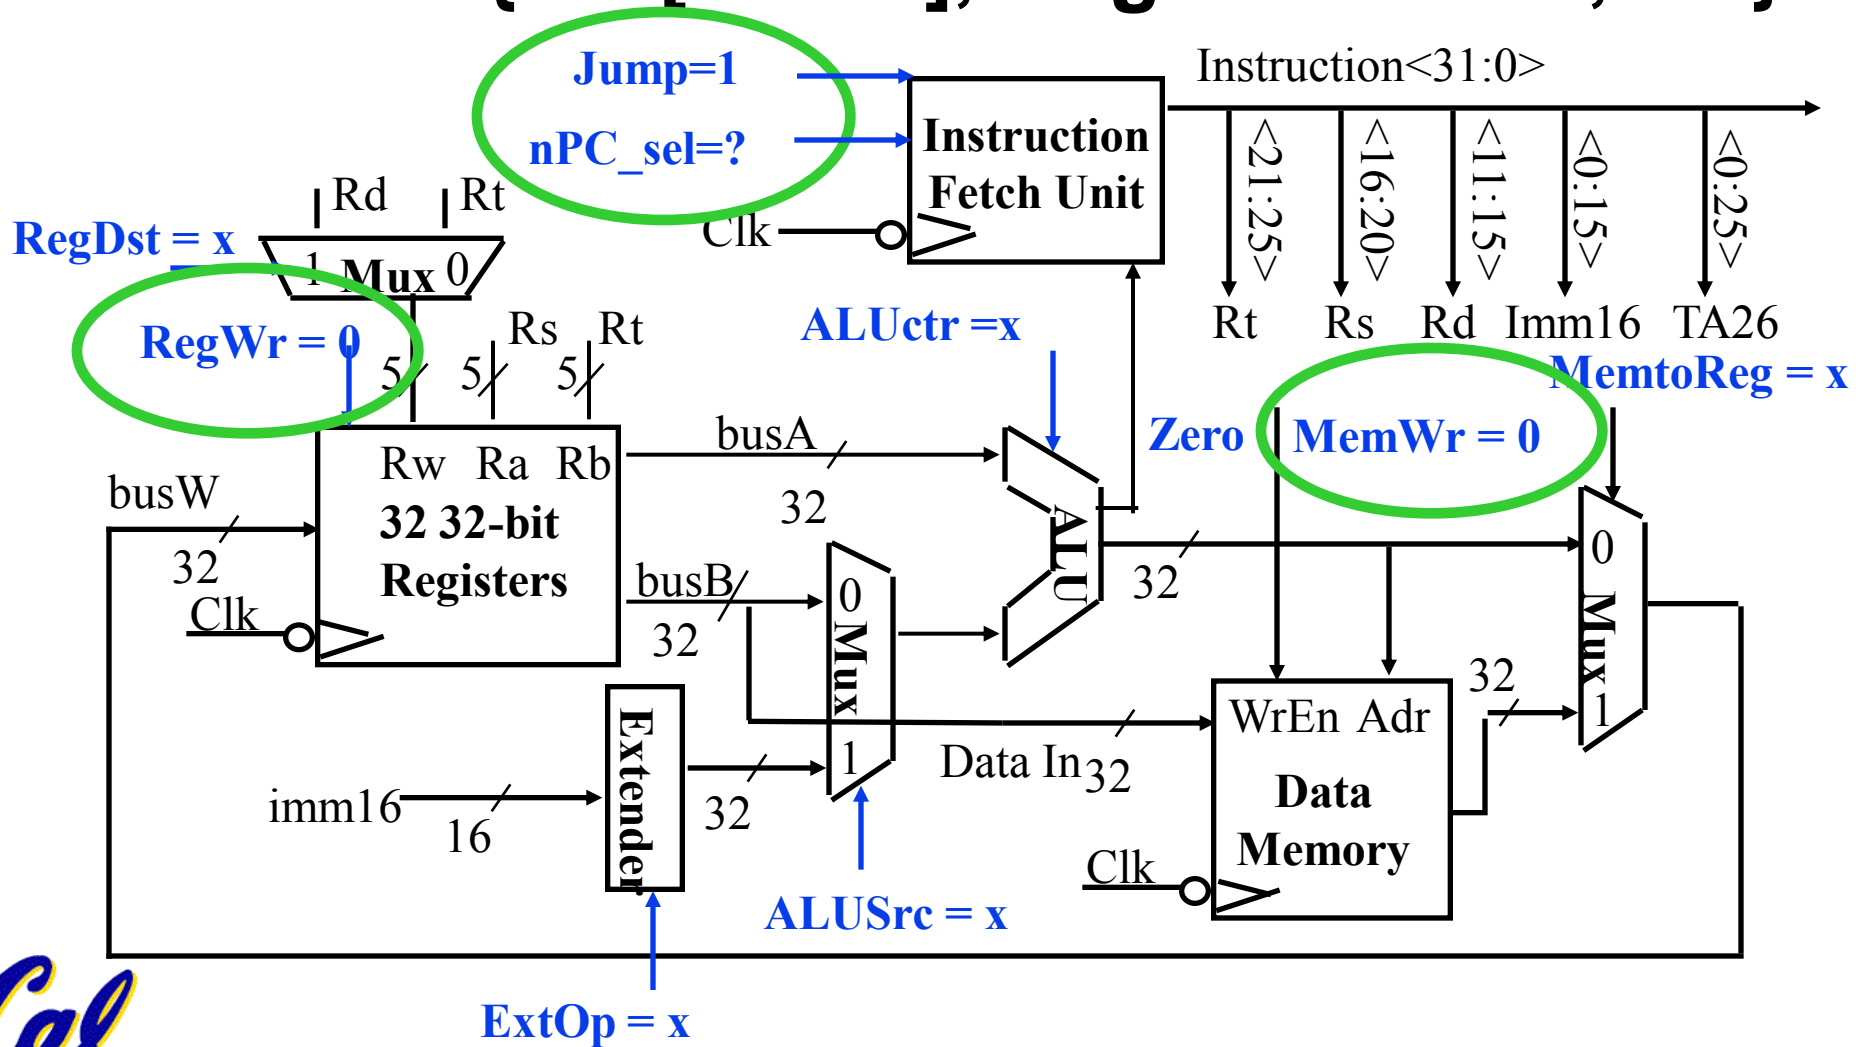 Jump=1
Instruction<31:0>
nPC_sel=?
Instruction
Fetch Unit
<21:25>
<16:20>
<11:15>
<0:15>
<0:25>
Rd
Rt
Clk
RegDst = x
1 Mux 0
RegWr = 0
Rs
Rt
ALUctr =x
Rt
Rs
Rd
Imm16
TA26
5
5
5
MemtoReg = x
busA
Zero
MemWr = 0
Rw Ra Rb
busW
32
32 32-bit
Registers
ALU
0
32
busB
0
32
Clk
32
Mux
Mux
32
WrEn Adr
1
Extender
1
Data In
32
imm16
16
32
Data
Memory
Clk
ALUSrc = x
ExtOp = x
Cal